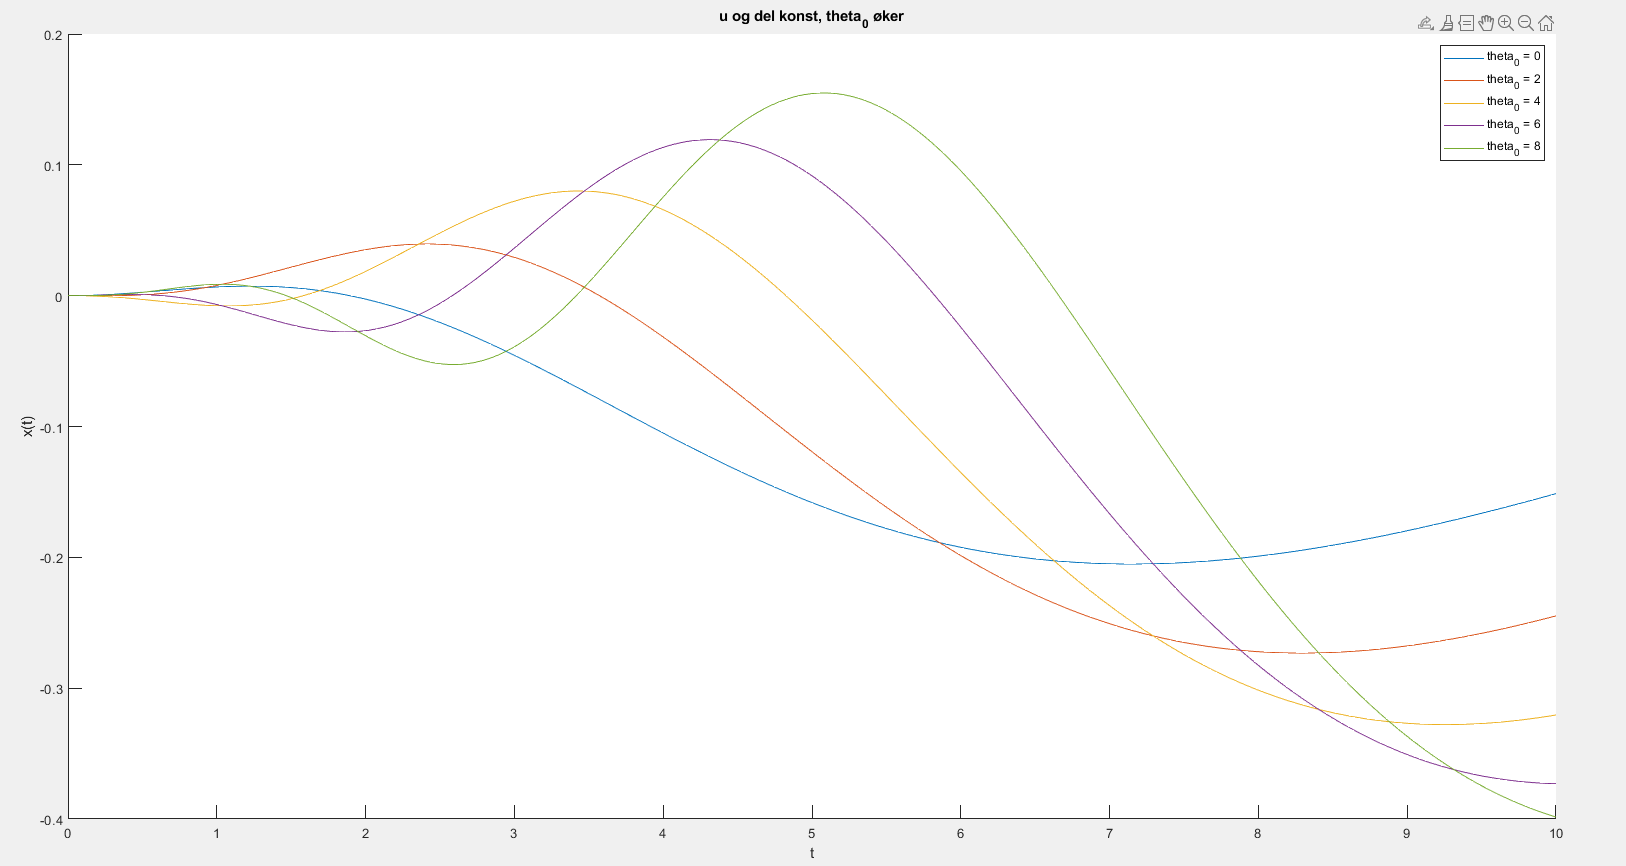 u og del konst, theta0 øker
theta0 = 0
theta0 = 2
theta0 = 4
theta0 = 6
theta0 = 8
0.2
0.1
0
-0.1
-0.2
-0.3
-0.4
x(t)
0 1 2 3 4 5 6 7 8 9 10
t